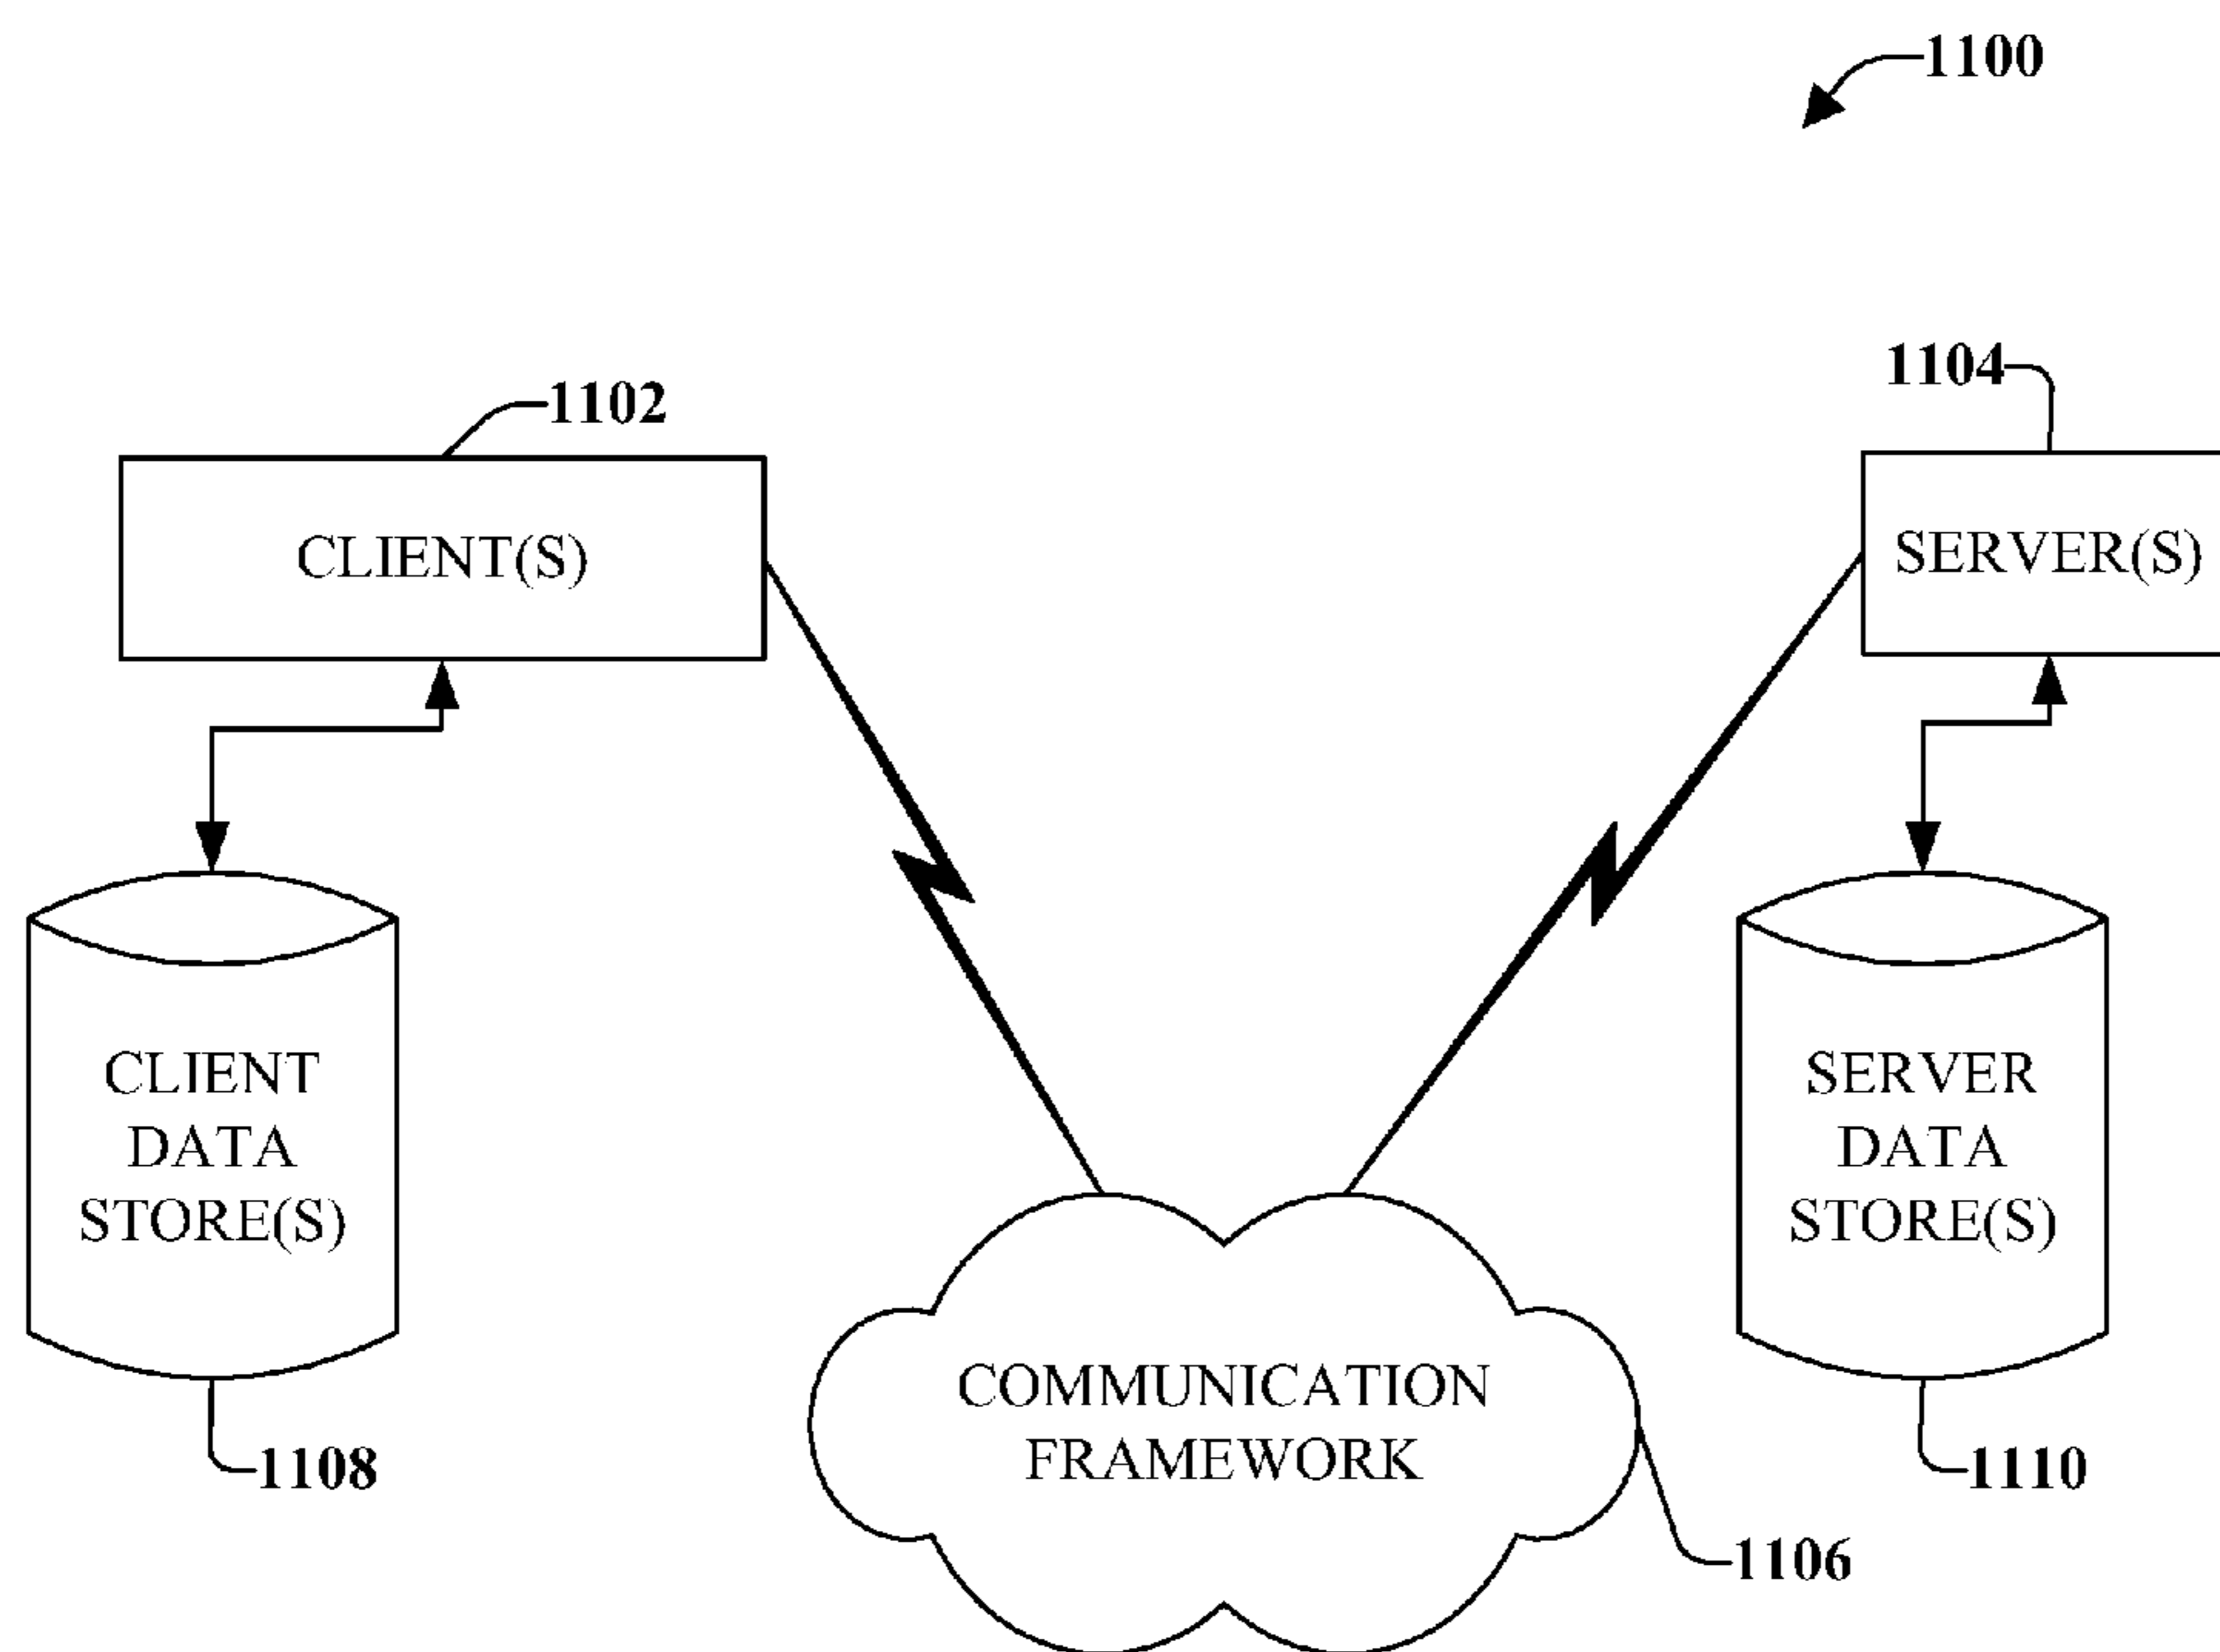 1100
1102
1104
CLIENT(S)
SERVER(S)
CLIENT
DATA
STORE(S)
SERVER
DATA
STORE(S)
COMMUNICATION
FRAMEWORK
1108
1110
1106